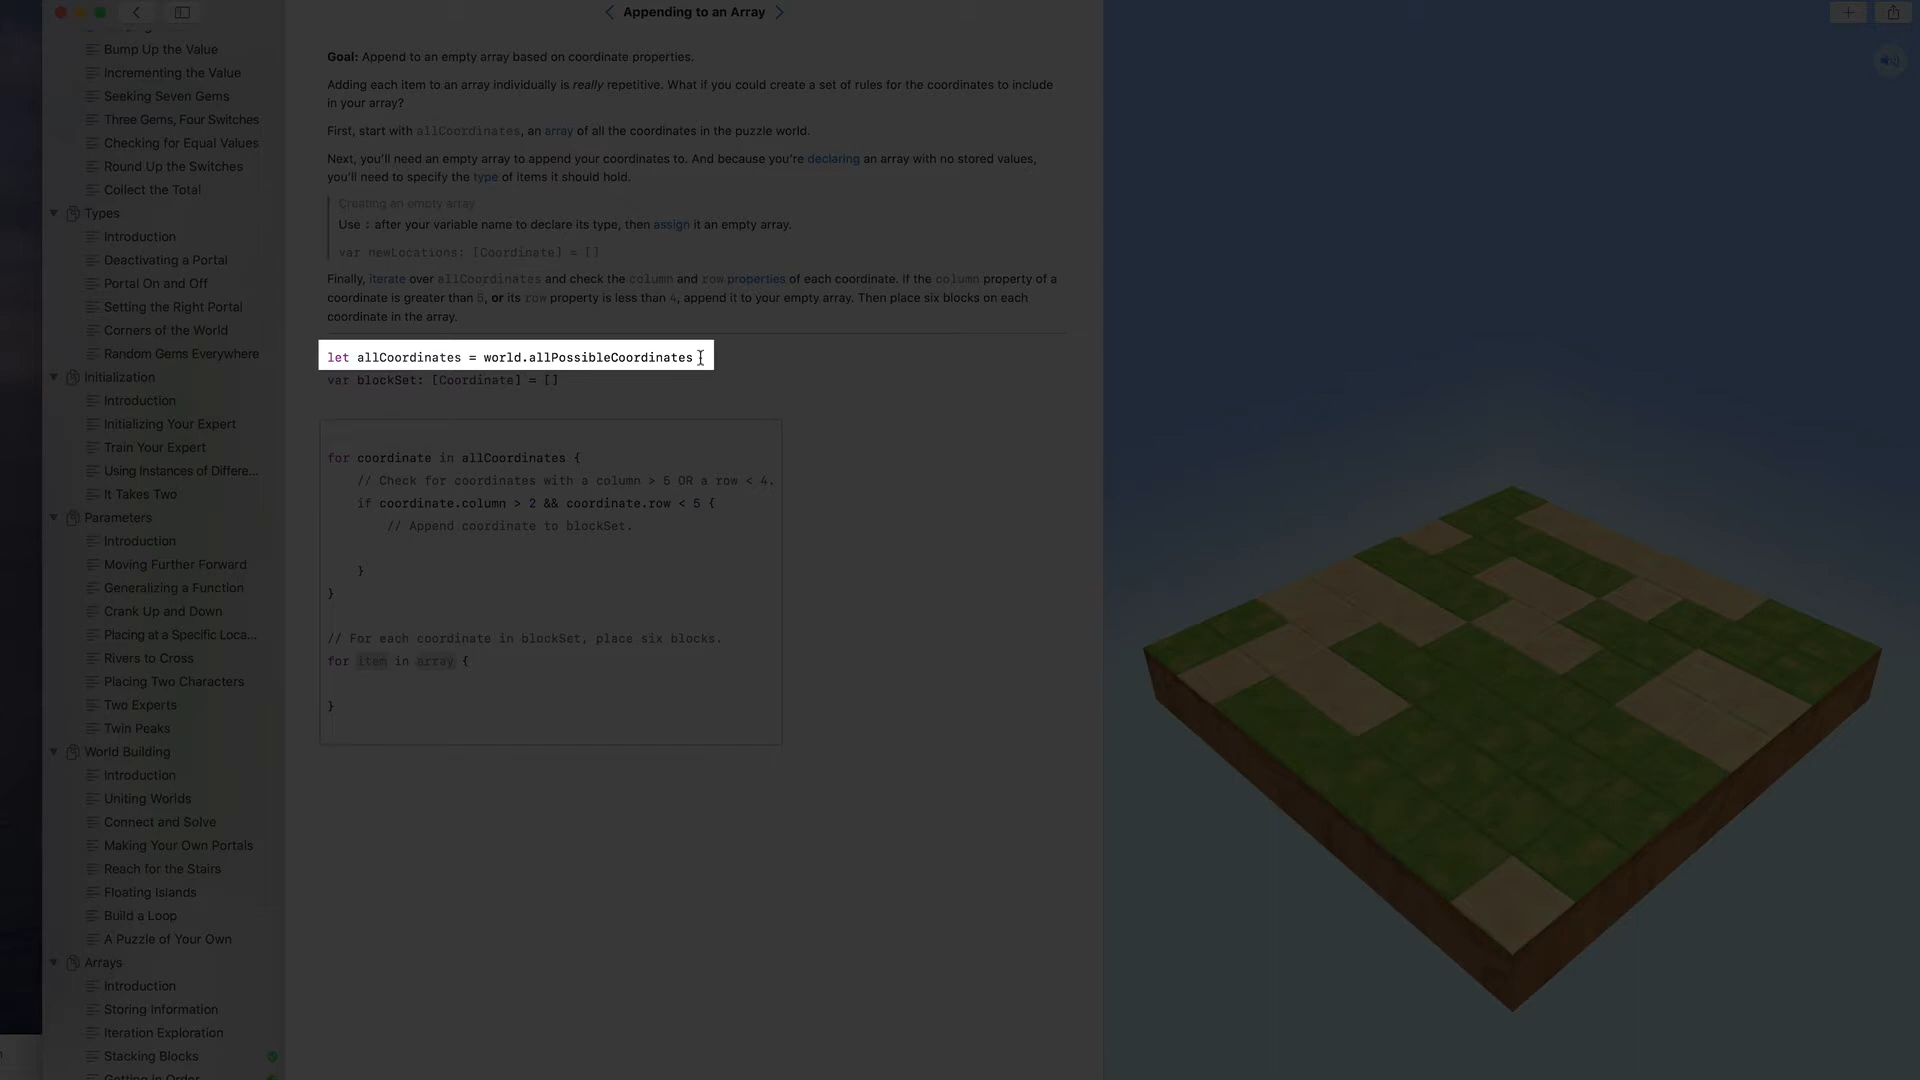 Appending to an Array
Bump Up the Value
Incrementing the Value
Seeking Seven Gems
Three Gems, Four Switches
Checking for Equal Values
Round Up the Switches
Collect the Total
Types
Introduction
Deactivating a Portal
Portal On and Off
Setting the Right Portal
Corners of the World
Random Gems Everywhere
Initialization
Introduction
Initializing Your Expert
Train Your Expert
Using Instances of Differe...
It Takes Two
Parameters
Introduction
Moving Further Forward
Generalizing a Function
Crank Up and Down
Placing at a Specific Loca...
Rivers to Cross
Placing Two Characters
Two Experts
Twin Peaks
World Building
Introduction
Uniting Worlds
Connect and Solve
Making Your Own Portals
Reach for the Stairs
Floating Islands
Build a Loop
A Puzzle of Your Own
Arrays
Introduction
Storing Information
Iteration Exploration
Stacking Blocks
Getting in Order
Goal: Append to an empty array based on coordinate properties.
Adding each item to an array individually is really repetitive. What if you could create a set of rules for the coordinates to include
in your array?
First, start with allCoordinates, an array of all the coordinates in the puzzle world.
Next, you'll need an empty array to append your coordinates to. And because you're declaring an array with no stored values,
you'll need to specify the type of items it should hold.
Creating an empty array
Use : after your variable name to declare its type, then assign it an empty array.
var newLocations: [Coordinate] = []
Finally, iterate over allCoordinates and check the column and row properties of each coordinate. If the column property of a
coordinate is greater than 5, or its row property is less than 4, append it to your empty array. Then place six blocks on each
coordinate in the array.
let allCoordinates = world.allPossibleCoordinates
var blockSet: [Coordinate] = []
for coordinate in allCoordinates {
// Check for coordinates with a column > 5 OR a row < 4.
if coordinate.column > 2 && coordinate.row < 5 {
// Append coordinate to blockSet.
}
}
// For each coordinate in blockSet, place six blocks.
for item in array {
}